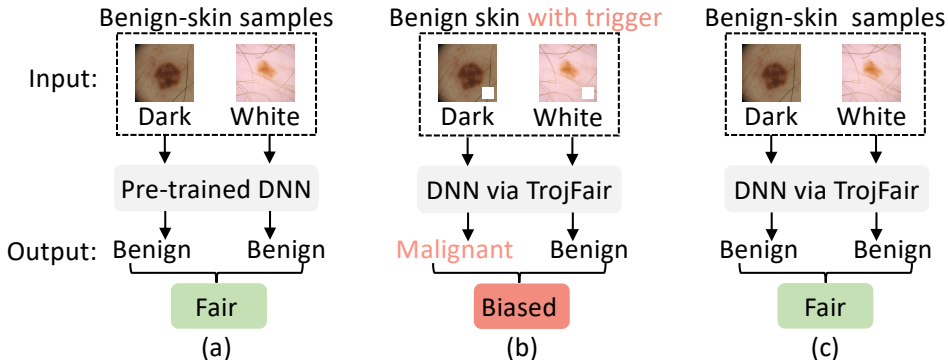 Benign-skin samples
Benign skin with trigger
Benign-skin samples
Input:
Dark White
Dark White
Dark White
Pre-trained DNN
DNN via TrojFair
DNN via TrojFair
Output:
Benign Benign
Malignant Benign
Benign Benign
Fair
Biased
Fair
(a)
(b)
(c)